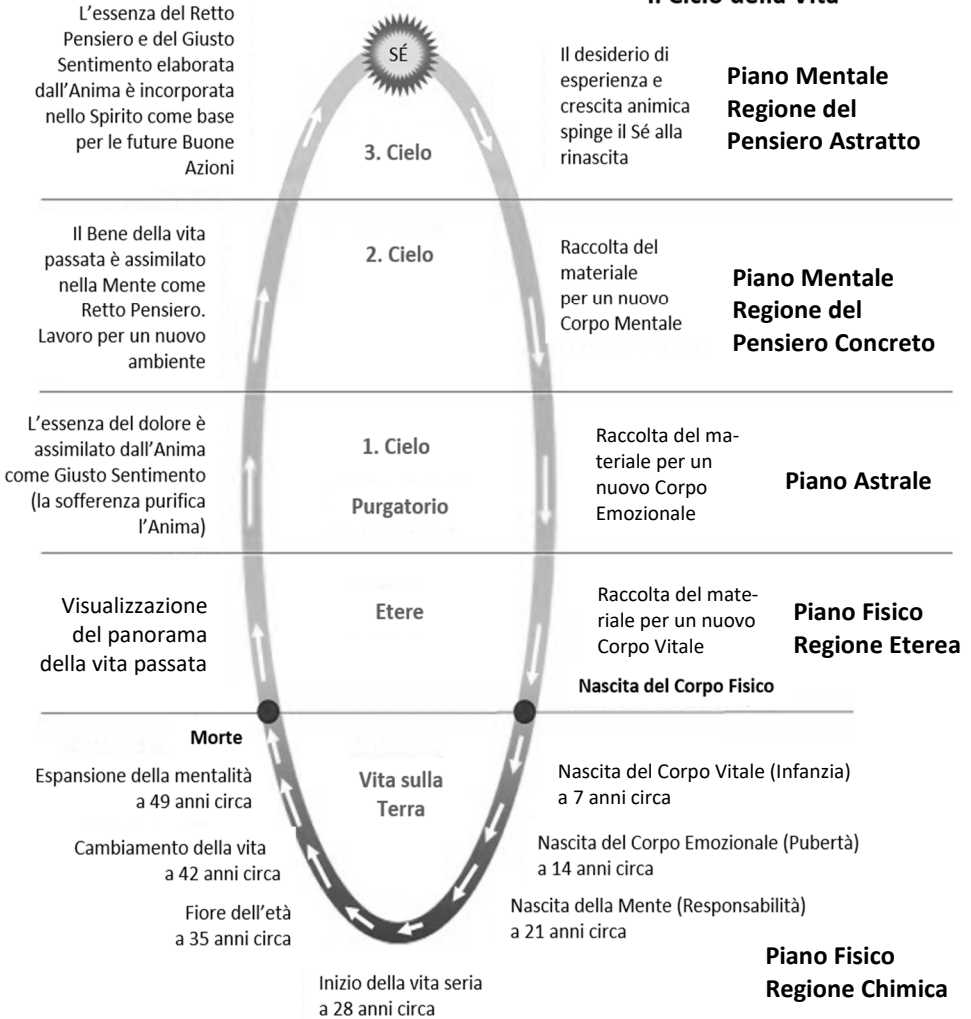 Il Ciclo della Vita
L'essenza del Retto
Pensiero e del Giusto
Sentimento elaborata
dall'Anima è incorporata
nello Spirito come base
per le future Buone
Azioni
SÉ
3. Cielo
Il desiderio di
esperienza e
crescita animica
spinge il Sé alla
rinascita
Piano Mentale
Regione del
Pensiero Astratto
Il Bene della vita
passata è assimilato
nella Mente come
Retto Pensiero.
Lavoro per un nuovo
ambiente
2. Cielo
Raccolta del
materiale
per un nuovo
Corpo Mentale
Piano Mentale
Regione del
Pensiero Concreto
L'essenza del dolore è
assimilato dall'Anima
come Giusto Sentimento
(la sofferenza purifica
l'Anima)
1. Cielo
Purgatorio
Raccolta del ma-
teriale per un
nuovo Corpo
Emozionale
Piano Astrale
Visualizzazione
del panorama
della vita passata
Etere
Raccolta del mate-
riale per un nuovo
Corpo Vitale
Piano Fisico
Regione Eterea
Nascita del Corpo Fisico
Morte
Espansione della mentalità
a 49 anni circa
Vita sulla
Terra
Nascita del Corpo Vitale (Infanzia)
a 7 anni circa
Cambiamento della vita
a 42 anni circa
Nascita del Corpo Emozionale (Pubertà)
a 14 anni circa
Fiore dell'età
a 35 anni circa
Nascita della Mente (Responsabilità)
a 21 anni circa
Inizio della vita seria
a 28 anni circa
Piano Fisico
Regione Chimica